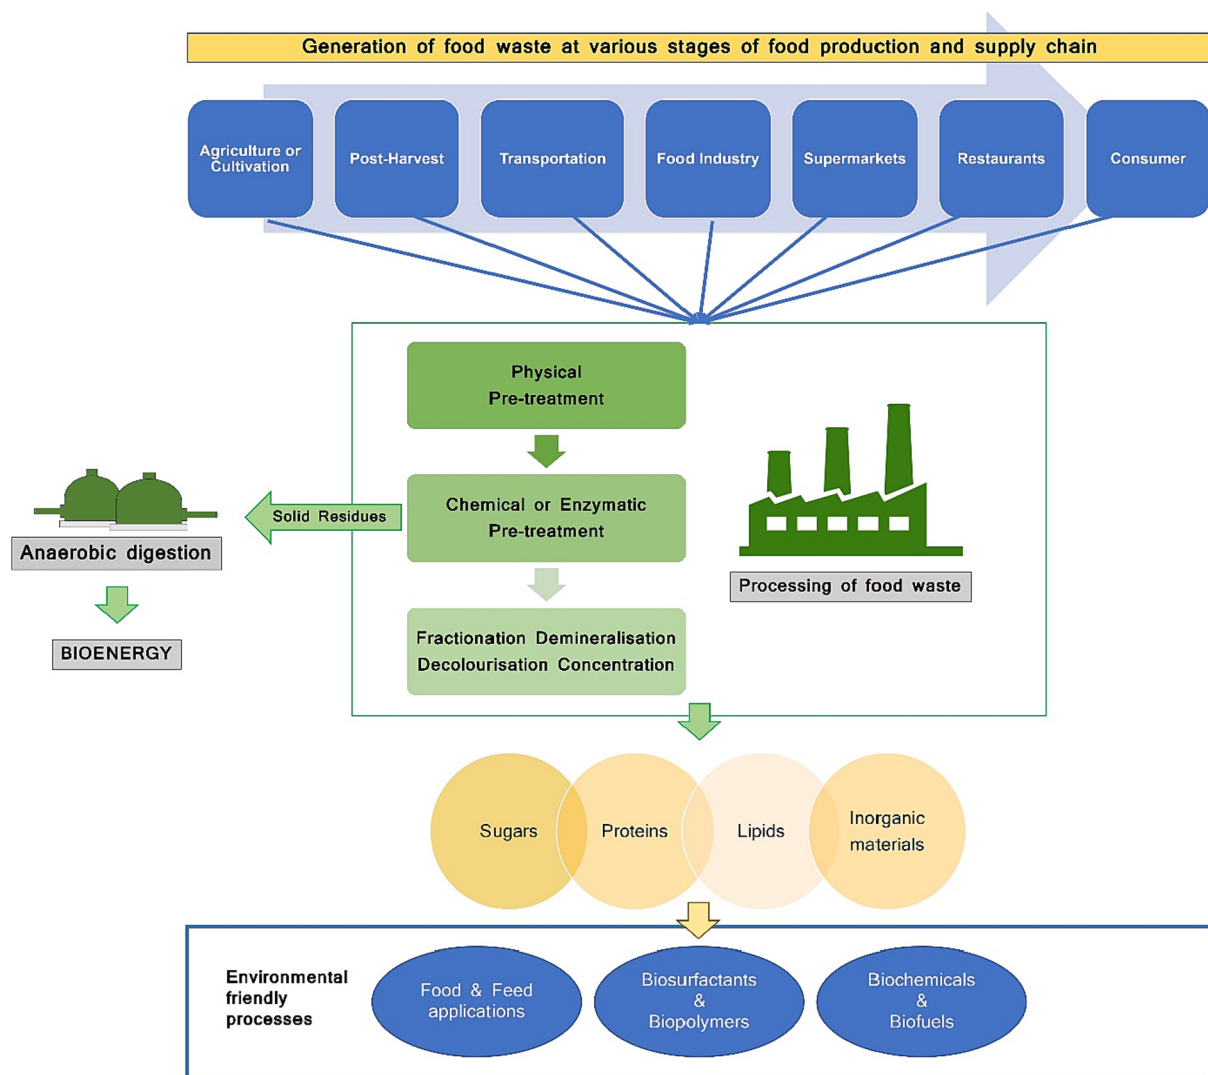 Generation of food waste at various stages of food production and supply chain
Agriculture or
Cultivation
Post-Harvest
Transportation
Food Industry
Supermarkets
Restaurants
Consumer
Physical
Pre-treatment
Chemical or Enzymatic
Pre-treatment
Solid Residues
Anaerobic digestion
BIOENERGY
Processing of food waste
Fractionation Demineralisation
Decolourisation Concentration
Sugars
Proteins
Lipids
Inorganic
materials
Environmental
friendly
processes
Food & Feed
applications
Biosurfactants
&
Biopolymers
Biochemicals
&
Biofuels